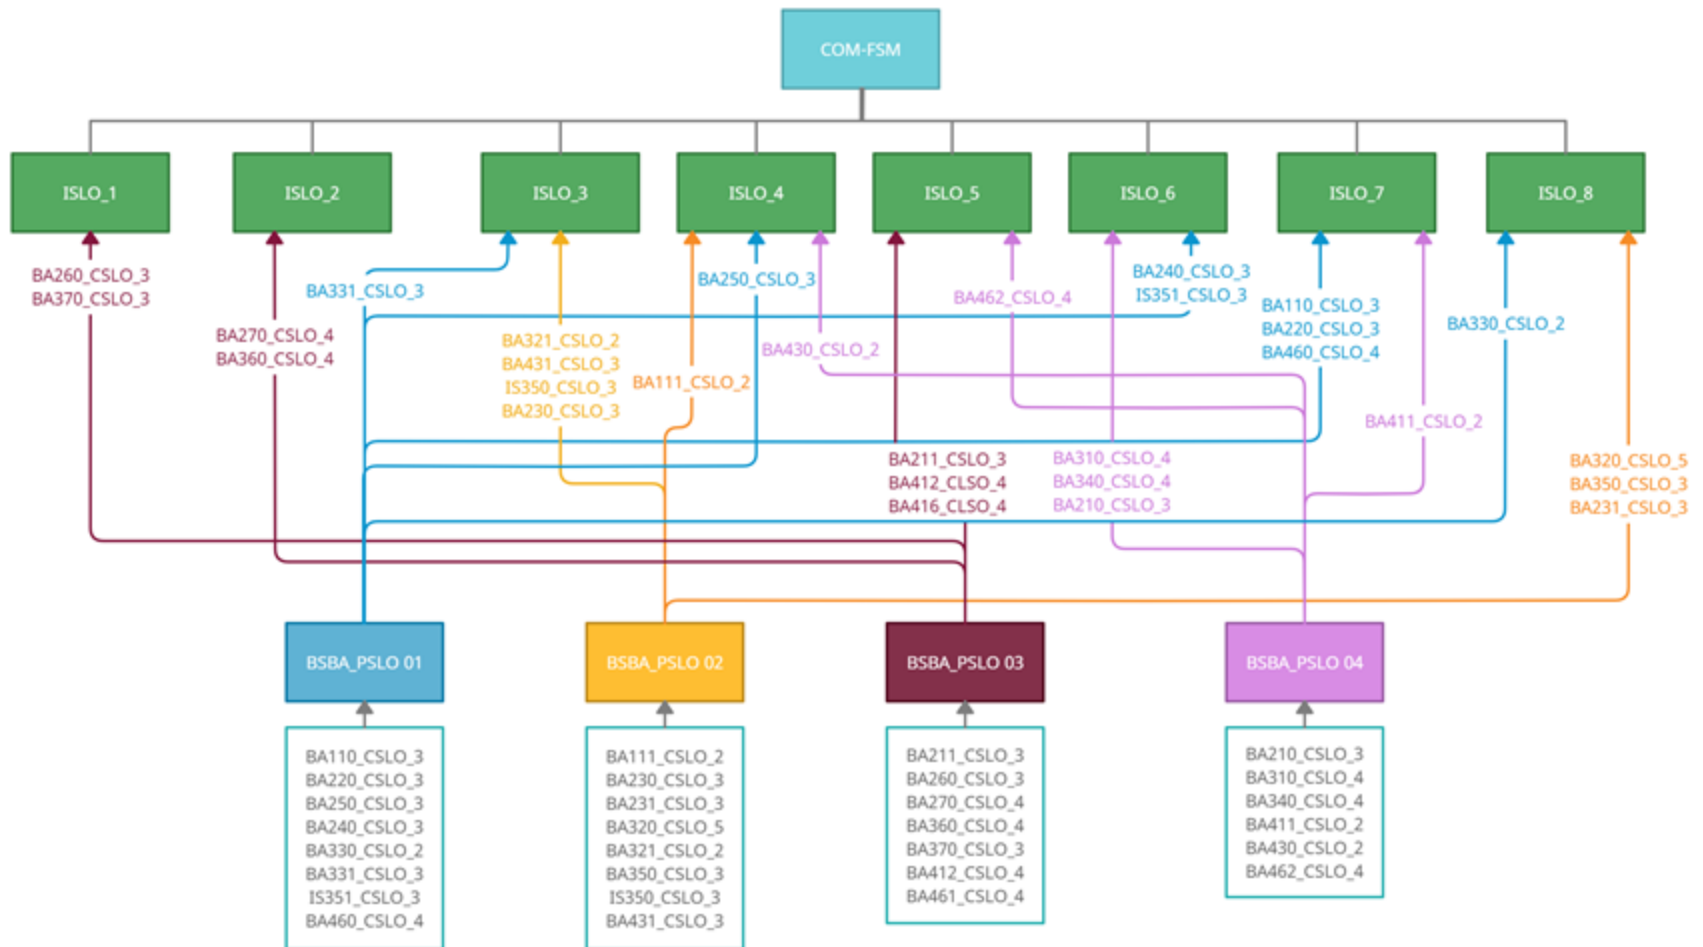 COM-FSM
ISLO_1
ISLO_2
ISLO_3
ISLO_4
ISLO_5
ISLO_6
ISLO_7
ISLO_8
BA260_CSLO_3
BA370_CSLO_3
BA270_CSLO_4
BA360_CSLO_4
BA331_CSLO_3
BA321_CSLO_2
BA431_CSLO_3
IS350_CSLO_3
BA230_CSLO_3
BA111_CSLO_2
BA250_CSLO_3
BA430_CSLO_2
BA211_CSLO_3
BA412_CLSO_4
BA416_CLSO_4
BA462_CSLO_4
BA310_CSLO_4
BA340_CSLO_4
BA210_CSLO_3
BA240_CSLO_3
IS351_CSLO_3
BA110_CSLO_3
BA220_CSLO_3
BA460_CSLO_4
BA411_CSLO_2
BA330_CSLO_2
BA320_CSLO_5
BA350_CSLO_3
BA231_CSLO_3
BSBA_PSLO 01
BSBA_PSLO 02
BSBA_PSLO 03
BSBA_PSLO 04
BA110_CSLO_3
BA220_CSLO_3
BA250_CSLO_3
BA240_CSLO_3
BA330_CSLO_2
BA331_CSLO_3
IS351_CSLO_3
BA460_CSLO_4
BA111_CSLO_2
BA230_CSLO_3
BA231_CSLO_3
BA320_CSLO_5
BA321_CSLO_2
BA350_CSLO_3
IS350_CSLO_3
BA431_CSLO_3
BA211_CSLO_3
BA260_CSLO_3
BA270_CSLO_4
BA360_CSLO_4
BA370_CSLO_3
BA412_CSLO_4
BA461_CSLO_4
BA210_CSLO_3
BA310_CSLO_4
BA340_CSLO_4
BA411_CSLO_2
BA430_CSLO_2
BA462_CSLO_4